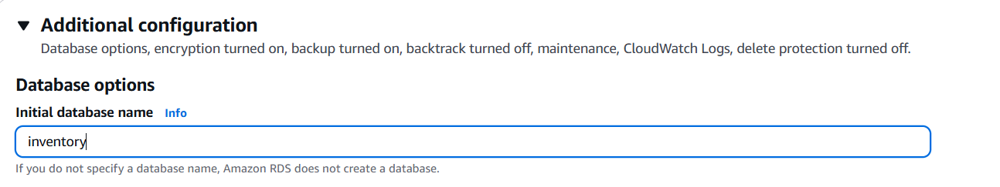 Additional configuration
Database options, encryption turned on, backup turned on, backtrack turned off, maintenance, CloudWatch Logs, delete protection turned off.
Database options
Initial database name Info
inventory
If you do not specify a database name, Amazon RDS does not create a database.